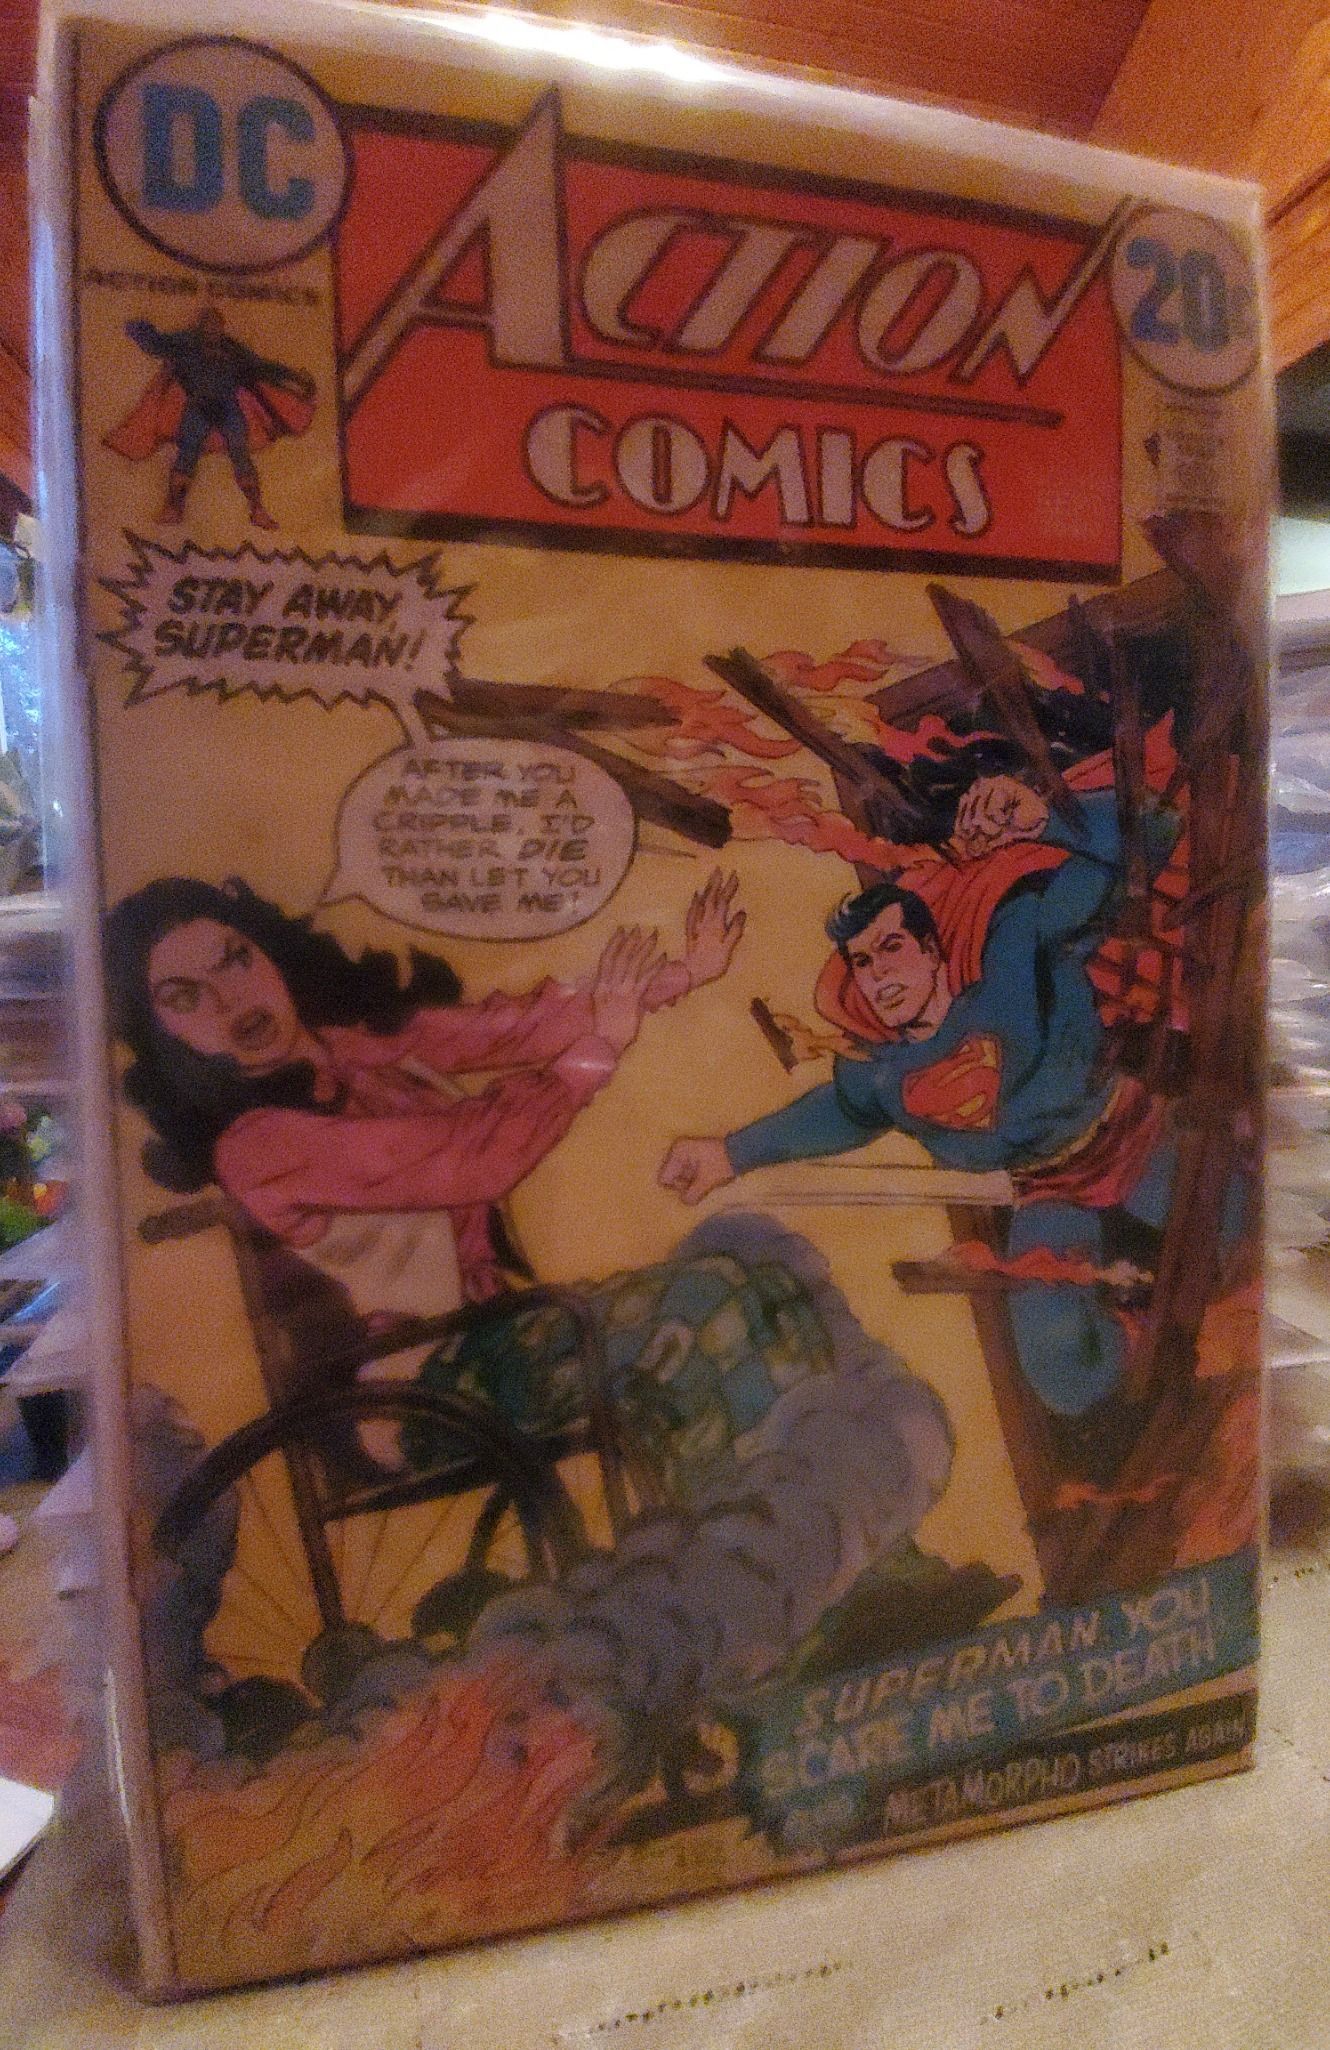 DC
ACTION COMICS
ACTION
COMICS
20¢
STAY AWAY,
SUPERMAN!
AFTER YOU
MADE ME A
CRIPPLE, I'D
RATHER DIE
THAN LET YOU
SAVE ME!
SUPERMAN, YOU
SCARE ME TO DEATH
METAMORPHO STRIKES AGAIN